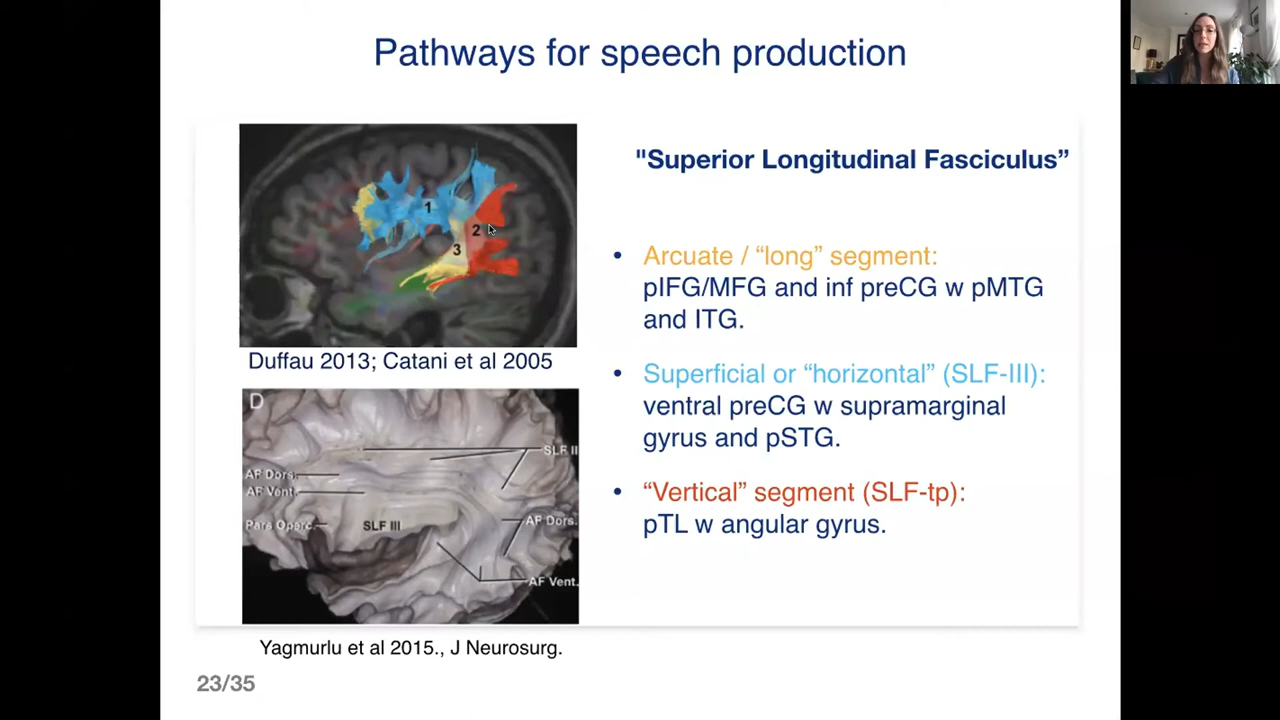 Pathways for speech production
1
2
3
Duffau 2013; Catani et al 2005
D
SLF II
AF Dors.
AF Vent.
Pars Operc.
SLF III
AF Dors.
AF Vent.
Yagmurlu et al 2015., J Neurosurg.
"Superior Longitudinal Fasciculus”
• Arcuate / “long” segment:
pIFG/MFG and inf preCG w pMTG
and ITG.
• Superficial or “horizontal” (SLF-III):
ventral preCG w supramarginal
gyrus and pSTG.
• “Vertical” segment (SLF-tp):
pTL w angular gyrus.
23/35